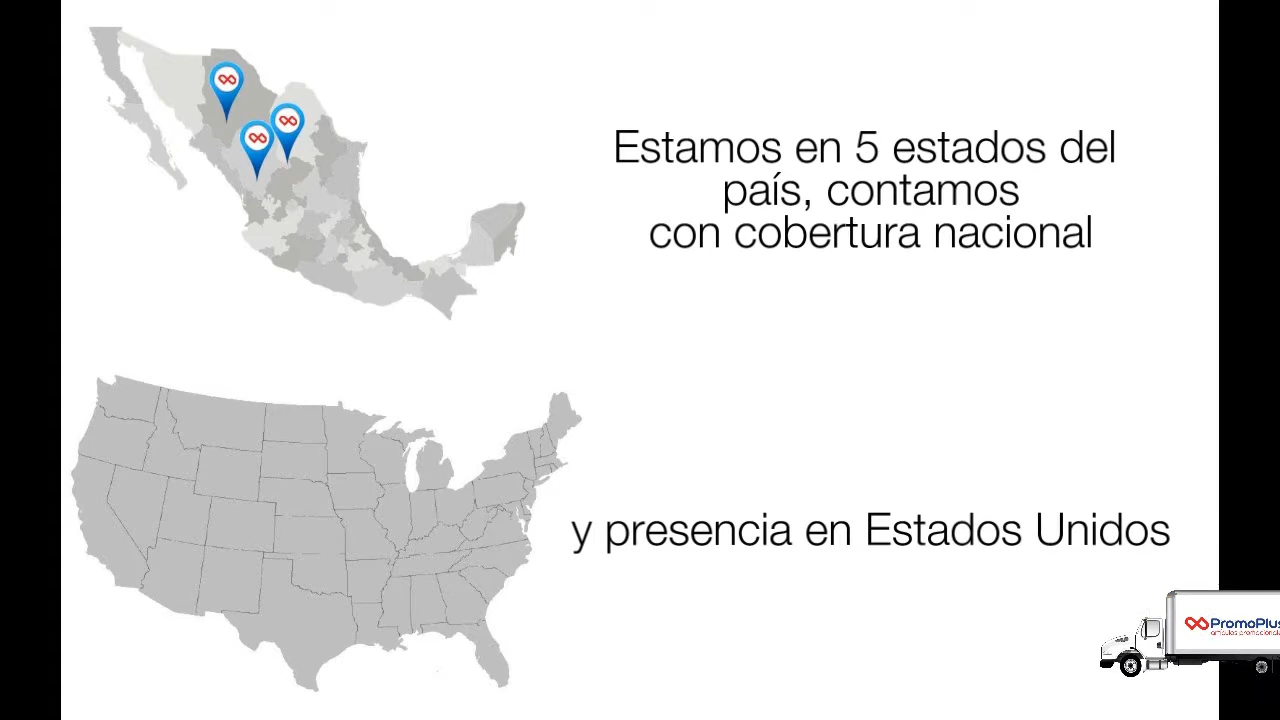 Estamos en 5 estados del
país, contamos
con cobertura nacional
y presencia en Estados Unidos
PromoPlus